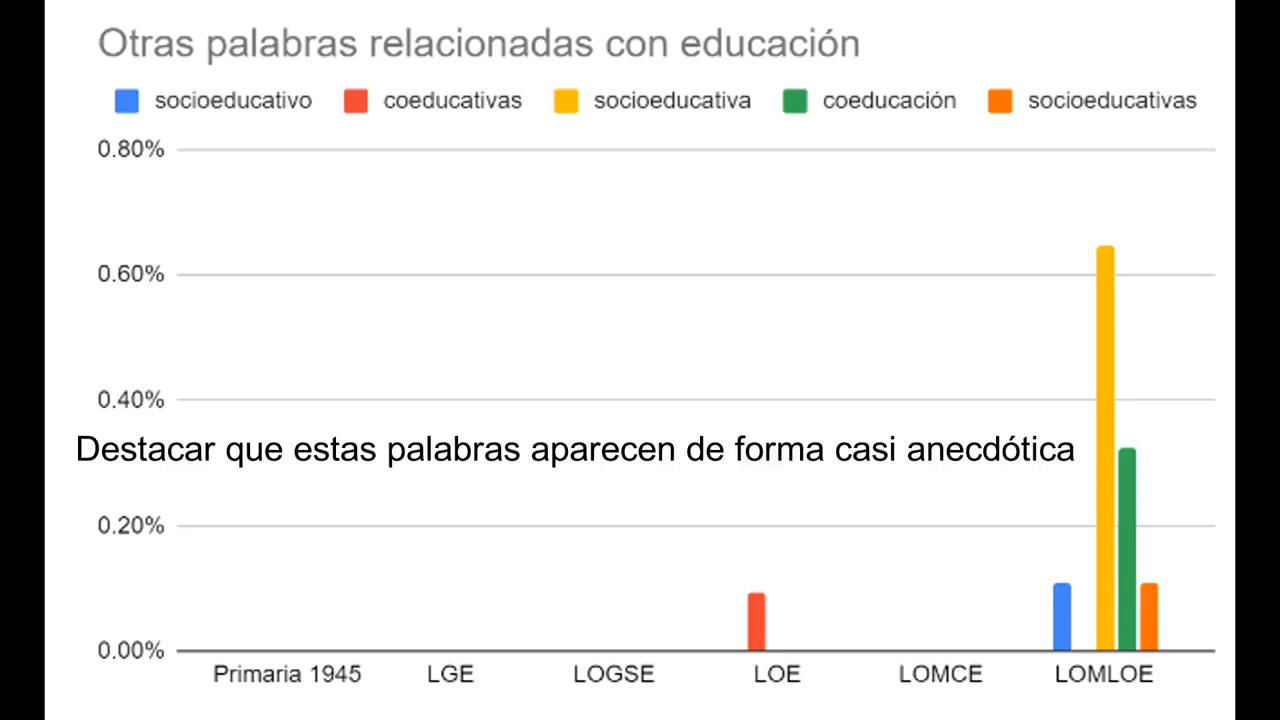 Otras palabras relacionadas con educación
socioeducativo coeducativas socioeducativa coeducación socioeducativas
0.80%
0.60%
0.40%
Destacar que estas palabras aparecen de forma casi anecdótica
0.20%
0.00%
Primaria 1945 LGE LOGSE LOE LOMCE LOMLOE